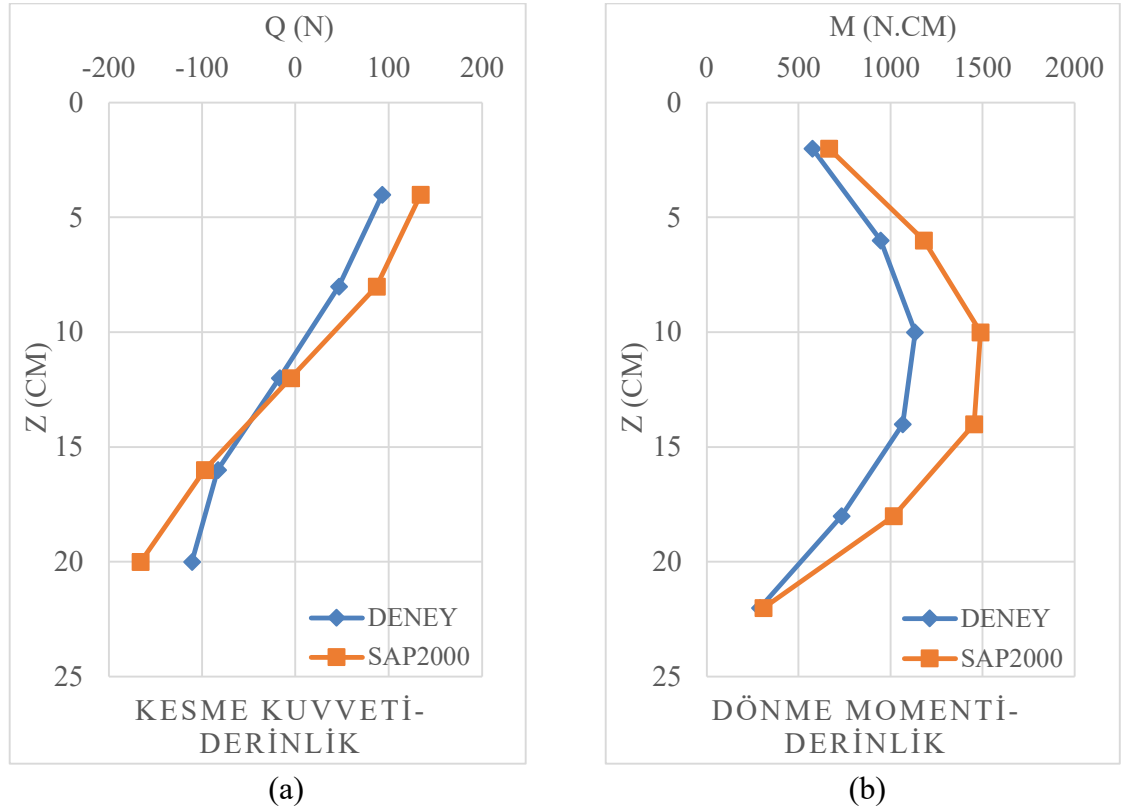 Q (N)
-200 -100 0 100 200
0
5
10
15
20
25
Z (CM)
DENEY
SAP2000
KESME KUVVETİ-
DERİNLİK
(a)
M (N.CM)
0 500 1000 1500 2000
0
5
10
15
20
25
Z (CM)
DENEY
SAP2000
DÖNME MOMENTİ-
DERİNLİK
(b)